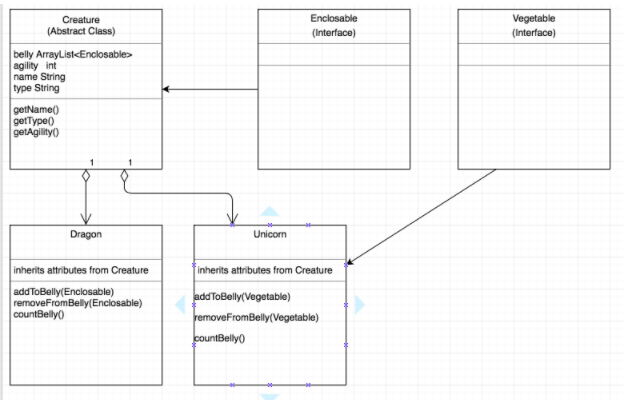 Creature
(Abstract Class)
belly ArrayList<Enclosable>
agility int
name String
type String
getName()
getType()
getAgility()
Enclosable
(Interface)
Vegetable
(Interface)
1
1
Dragon
inherits attributes from Creature
addToBelly(Enclosable)
removeFromBelly(Enclosable)
countBelly()
Unicorn
inherits attributes from Creature
addToBelly(Vegetable)
removeFromBelly(Vegetable)
countBelly()